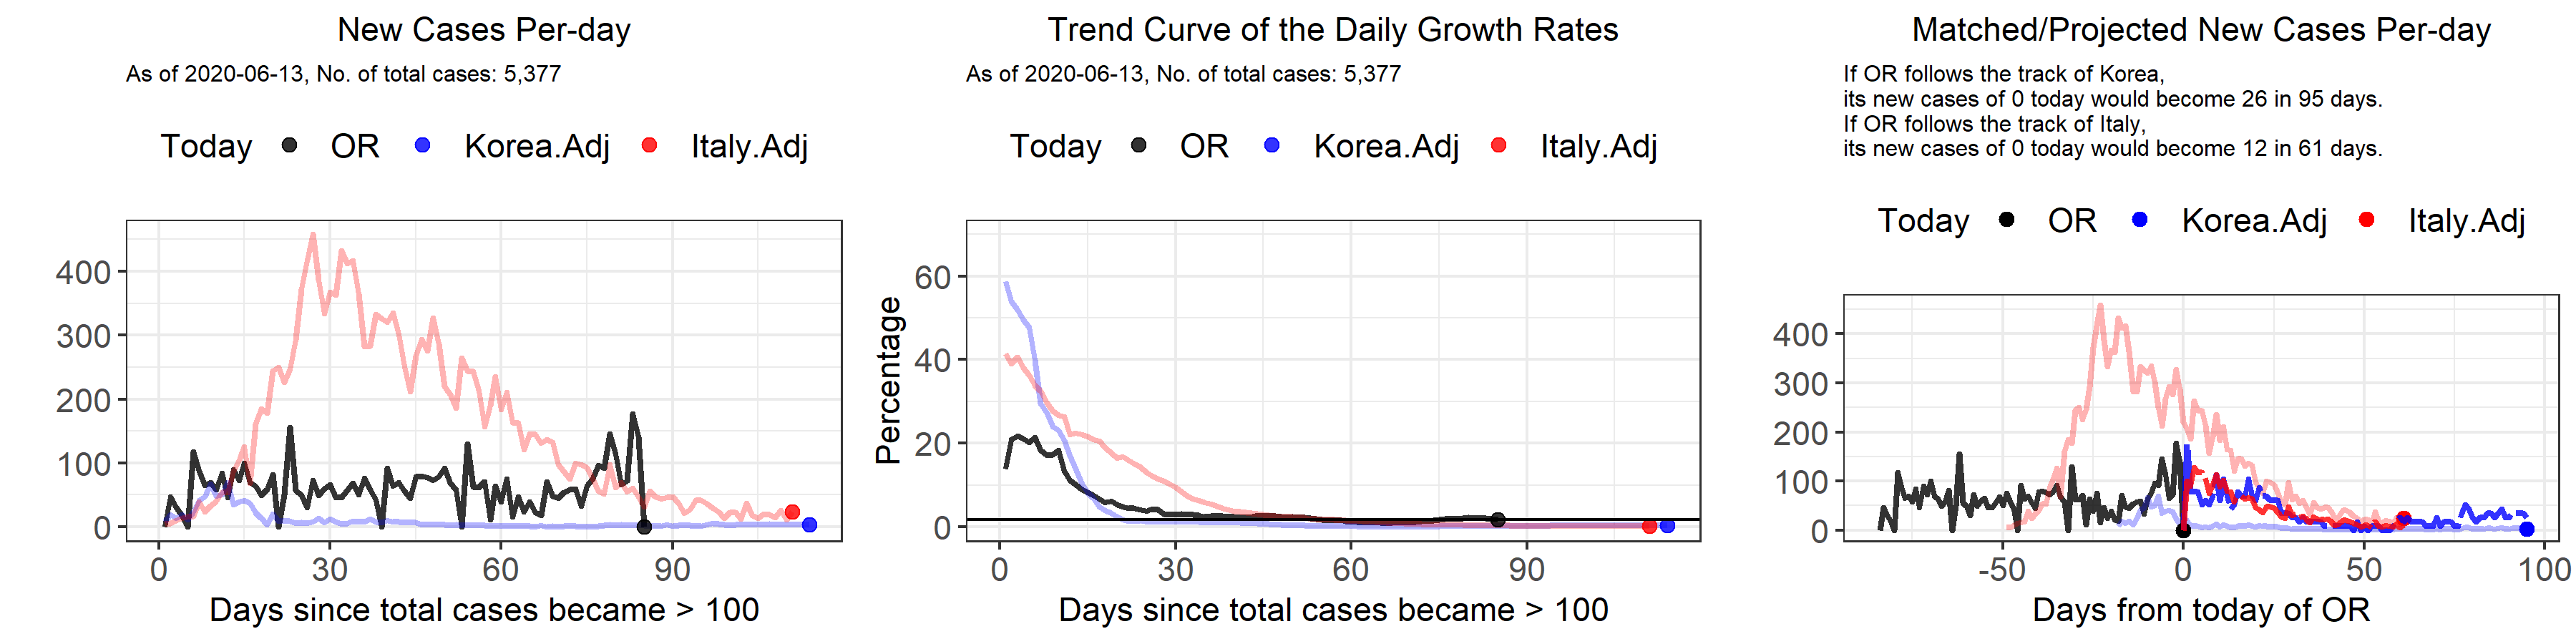 New Cases Per-day
As of 2020-06-13, No. of total cases: 5,377
Today OR Korea.Adj Italy.Adj
400
300
200
100
0
0 30 60 90
Days since total cases became > 100
Trend Curve of the Daily Growth Rates
As of 2020-06-13, No. of total cases: 5,377
Today OR Korea.Adj Italy.Adj
Percentage
60
40
20
0
0 30 60 90
Days since total cases became > 100
Matched/Projected New Cases Per-day
If OR follows the track of Korea,
its new cases of 0 today would become 26 in 95 days.
If OR follows the track of Italy,
its new cases of 0 today would become 12 in 61 days.
Today OR Korea.Adj Italy.Adj
400
300
200
100
0
-50 0 50 100
Days from today of OR